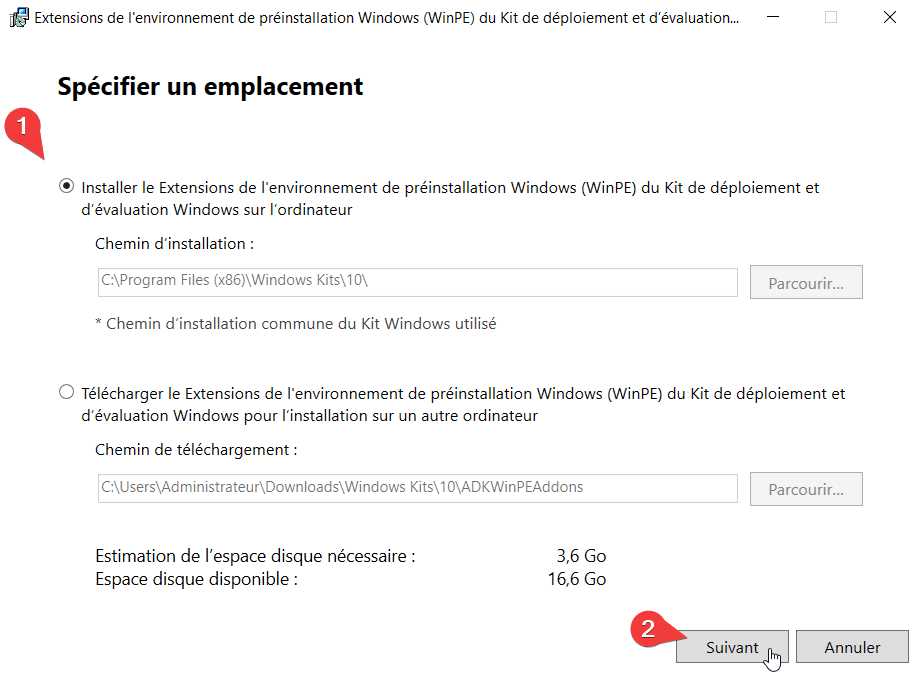 Extensions de l'environnement de préinstallation Windows (WinPE) du Kit de déploiement et d'évaluation...
Spécifier un emplacement
1
Installer le Extensions de l'environnement de préinstallation Windows (WinPE) du Kit de déploiement et
d'évaluation Windows sur l'ordinateur
Chemin d'installation :
C:\Program Files (x86)\Windows Kits\10\
Parcourir...
* Chemin d'installation commune du Kit Windows utilisé
Télécharger le Extensions de l'environnement de préinstallation Windows (WinPE) du Kit de déploiement et
d'évaluation Windows pour l'installation sur un autre ordinateur
Chemin de téléchargement :
C:\Users\Administrateur\Downloads\Windows Kits\10\ADKWinPEAddons
Parcourir...
Estimation de l'espace disque nécessaire : 3,6 Go
Espace disque disponible : 16,6 Go
2
Suivant
Annuler